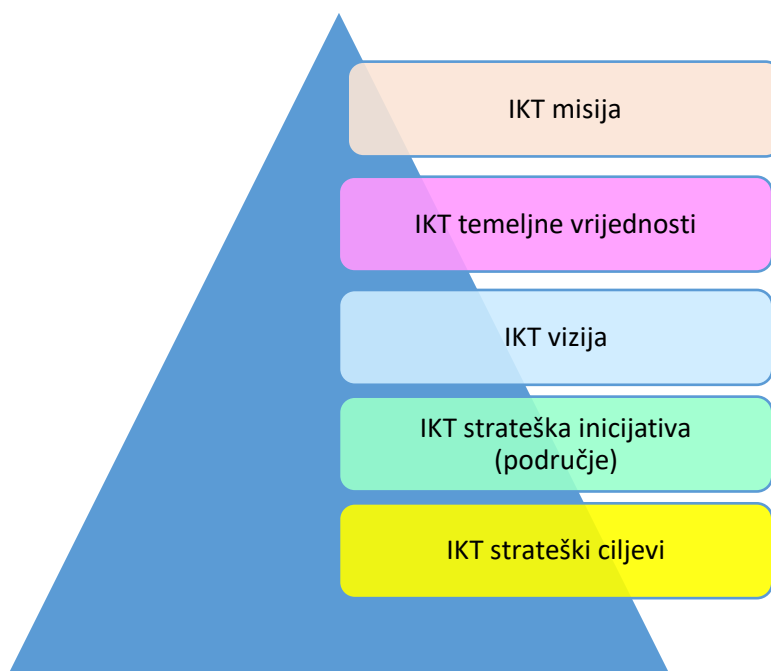 IKT misija
IKT temeljne vrijednosti
IKT vizija
IKT strateška inicijativa
(područje)
IKT strateški ciljevi